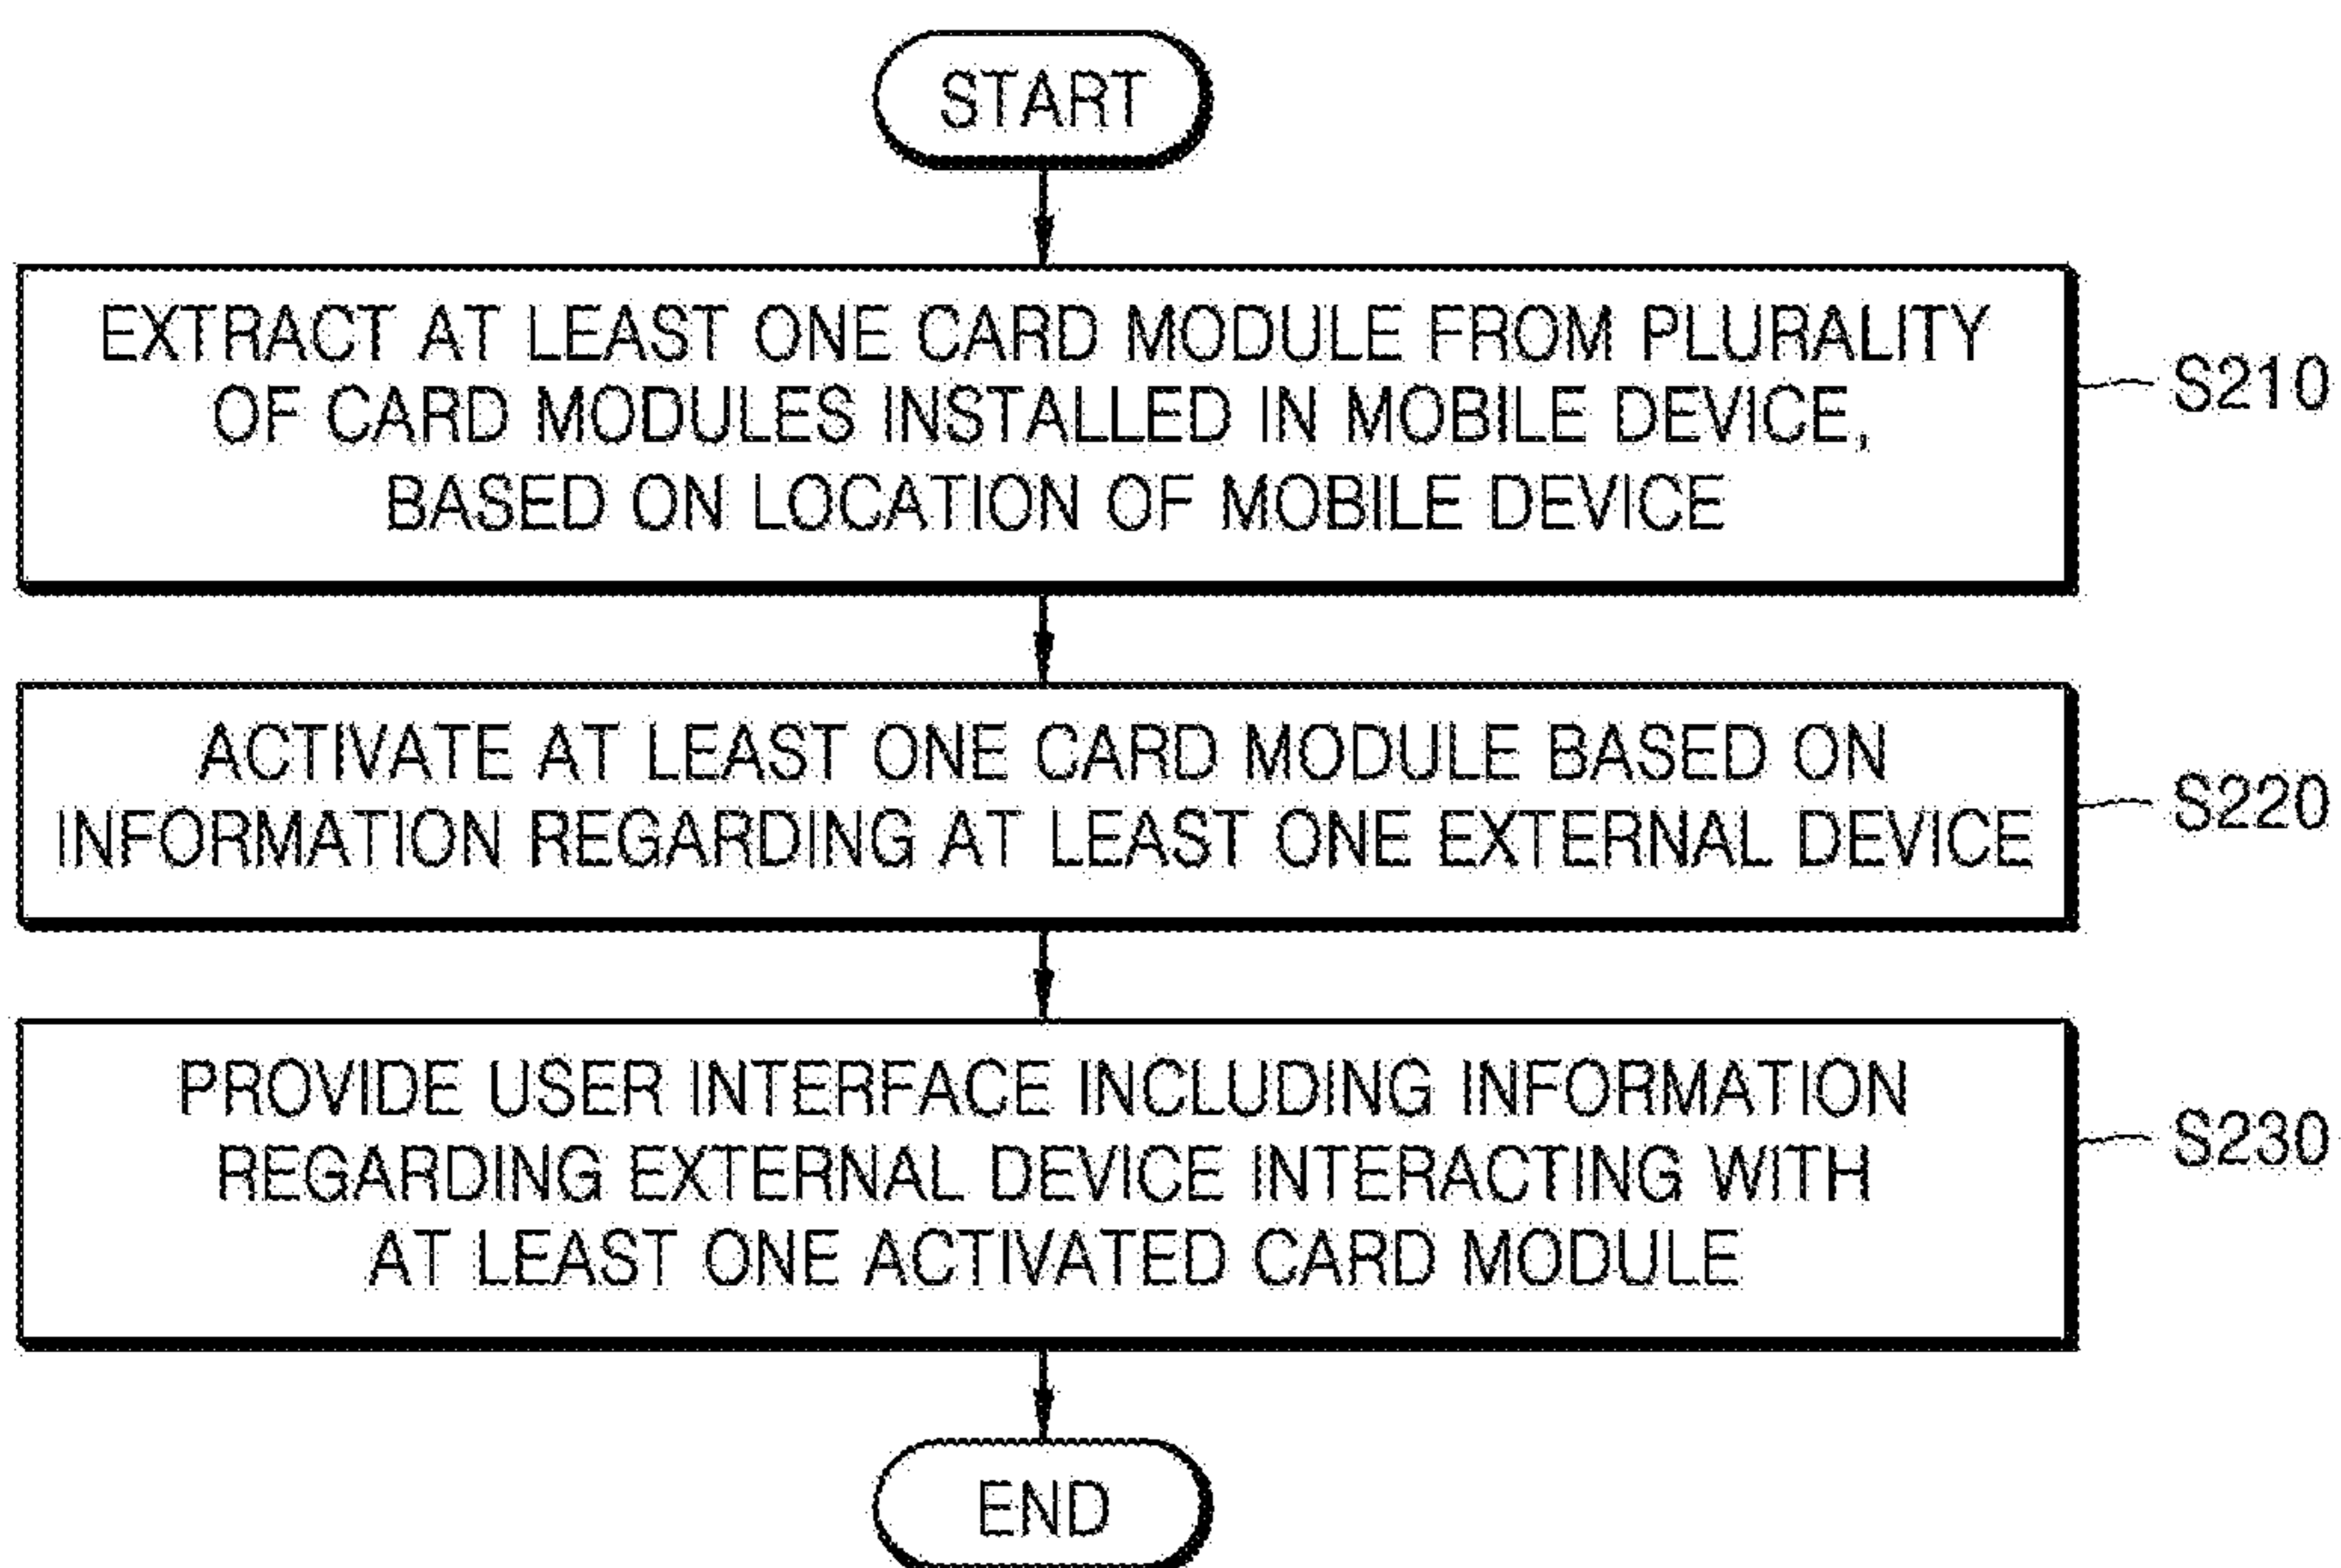 START
EXTRACT AT LEAST ONE CARD MODULE FROM PLURALITY
OF CARD MODULES INSTALLED IN MOBILE DEVICE,
BASED ON LOCATION OF MOBILE DEVICE
S210
ACTIVATE AT LEAST ONE CARD MODULE BASED ON
INFORMATION REGARDING AT LEAST ONE EXTERNAL DEVICE
S220
PROVIDE USER INTERFACE INCLUDING INFORMATION
REGARDING EXTERNAL DEVICE INTERACTING WITH
AT LEAST ONE ACTIVATED CARD MODULE
S230
END